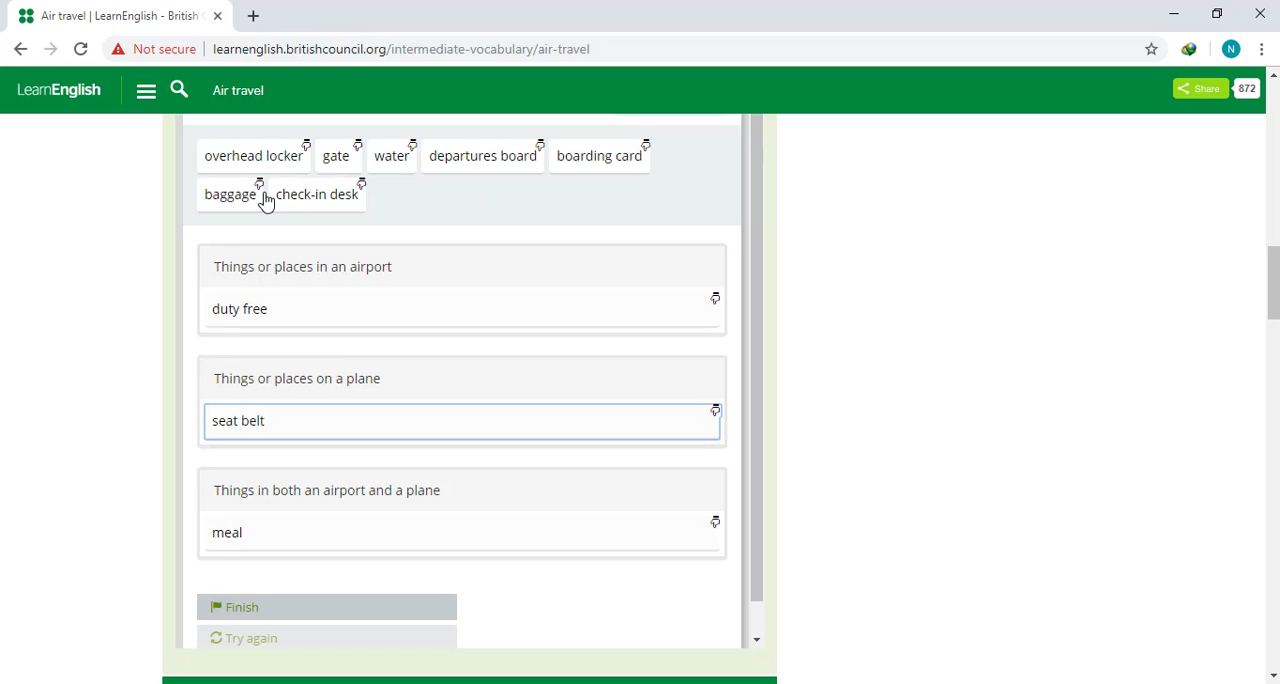 Air travel | LearnEnglish - British C
Not secure learnenglish.britishcouncil.org/intermediate-vocabulary/air-travel
N
LearnEnglish Air travel Share 872
overhead locker gate water departures board boarding card
baggage check-in desk
Things or places in an airport
duty free
Things or places on a plane
seat belt
Things in both an airport and a plane
meal
Finish
Try again